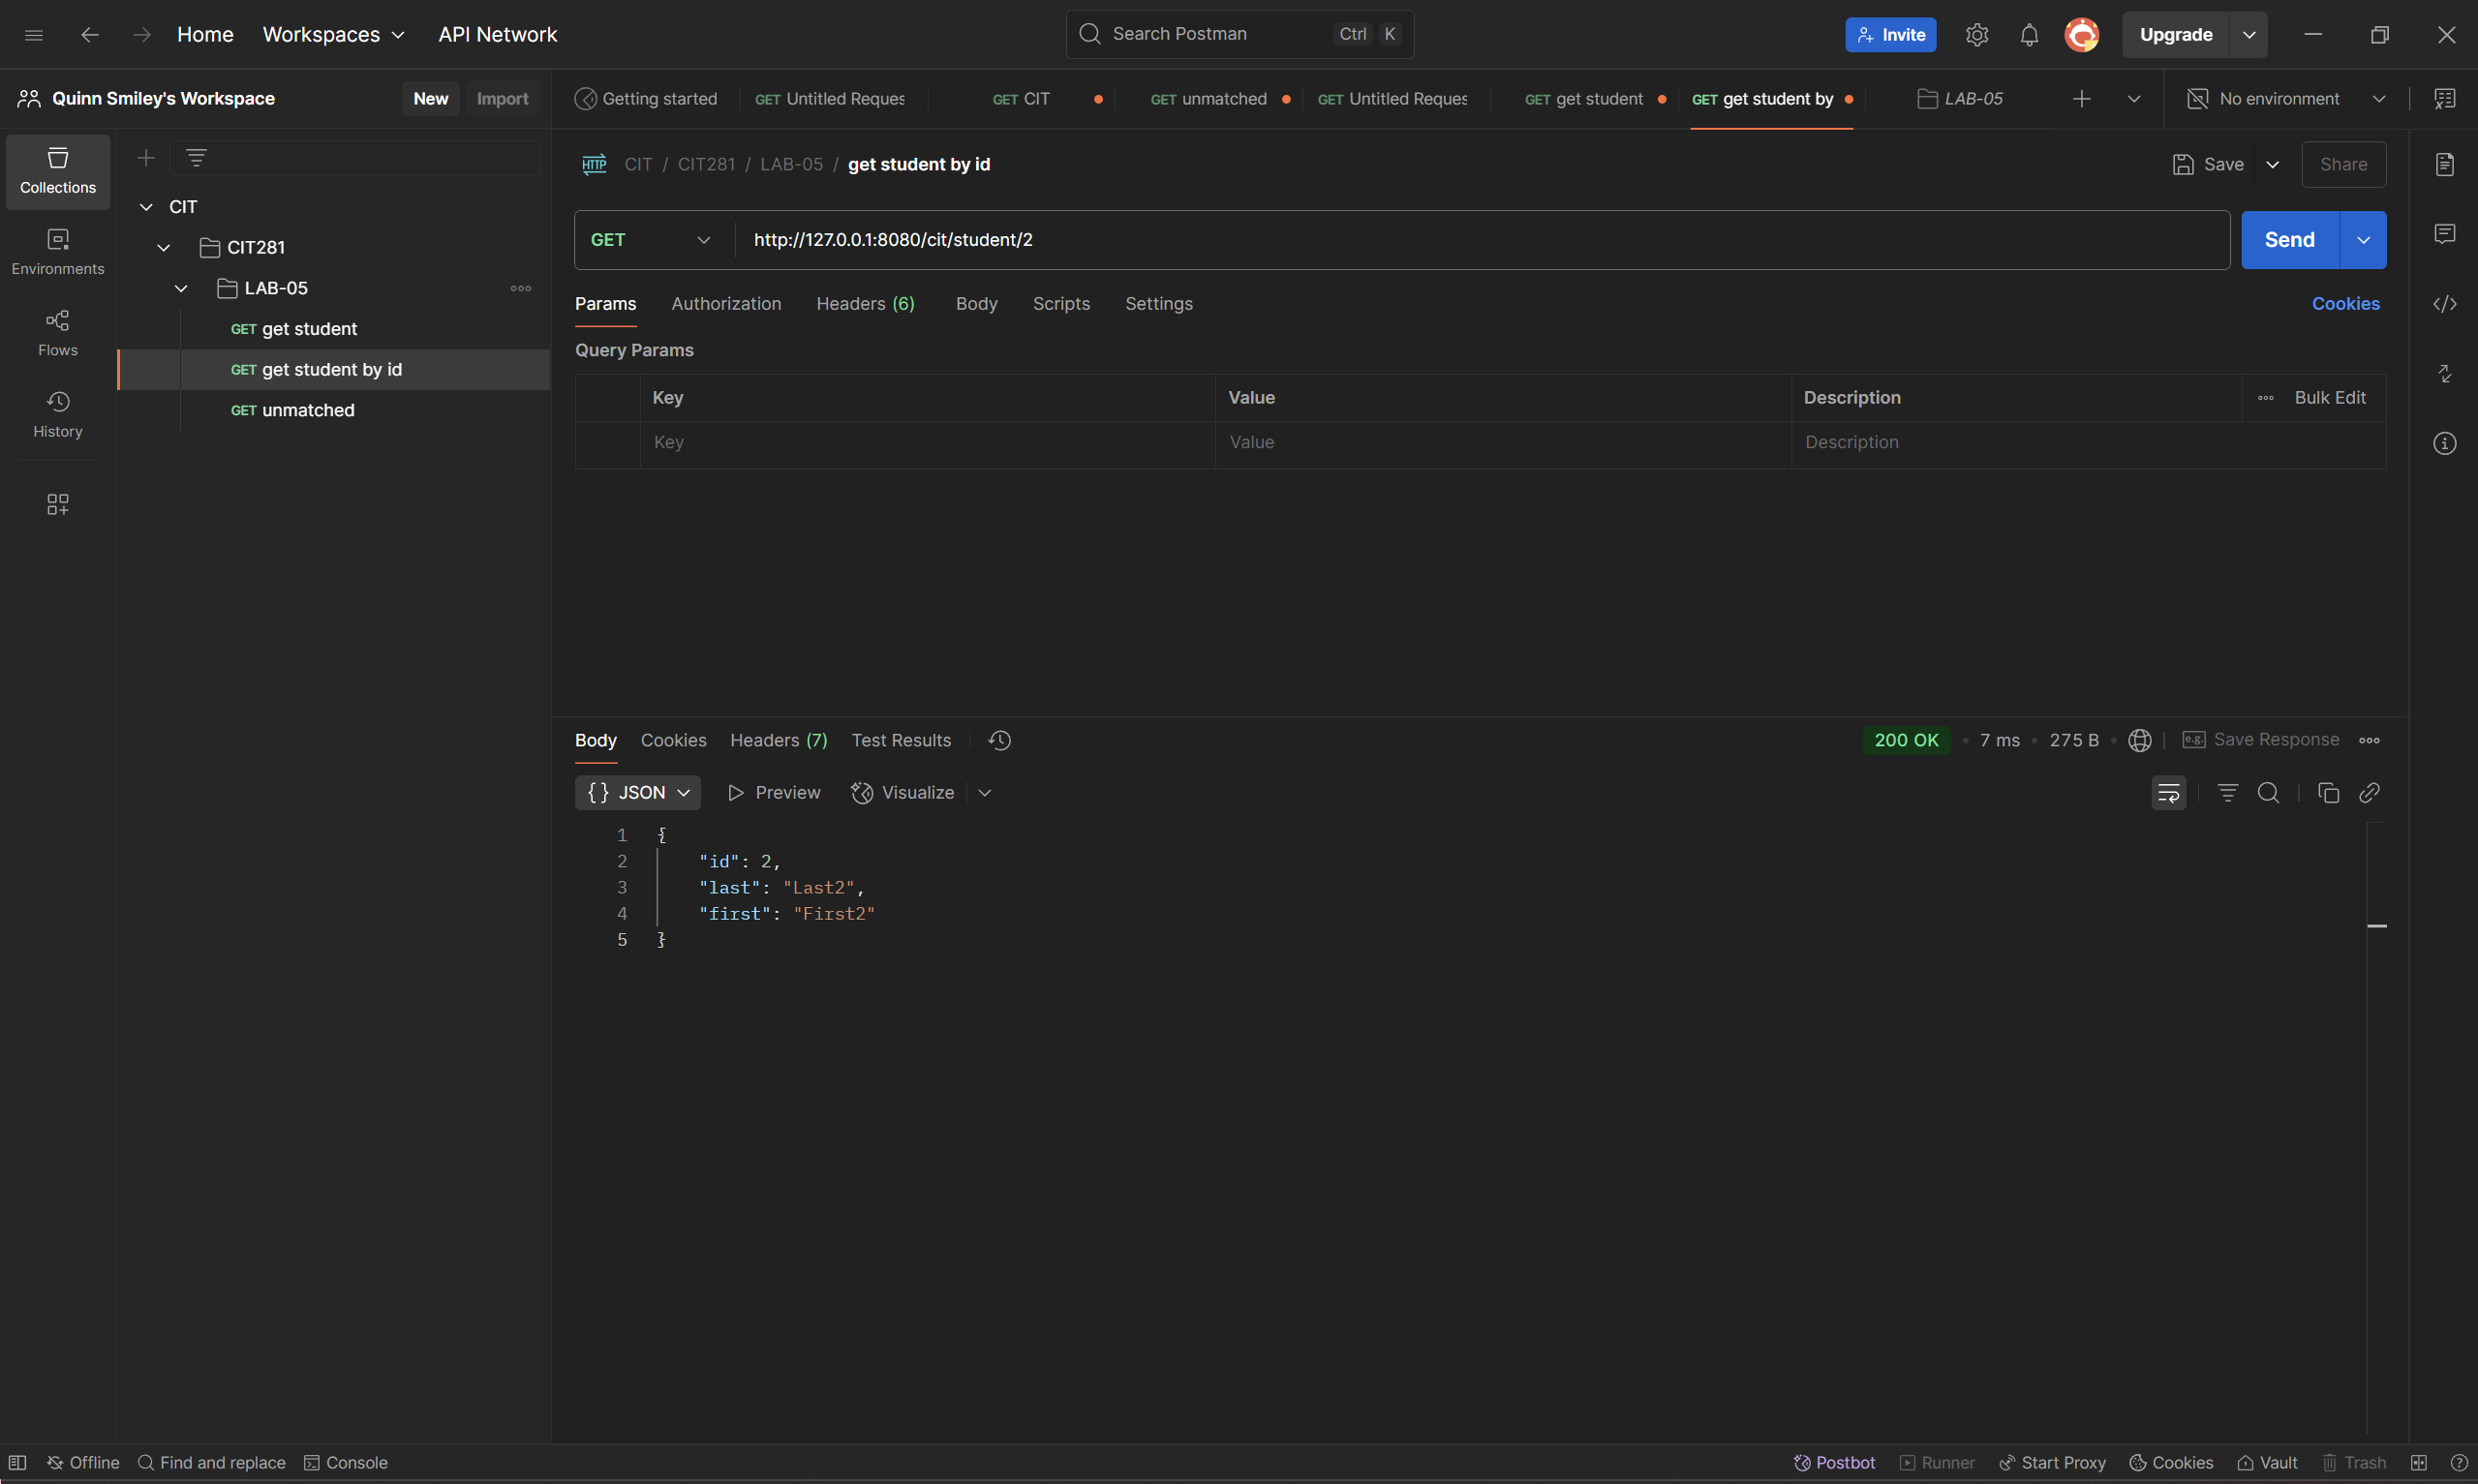 Home Workspaces API Network Search Postman Ctrl K Invite Upgrade
Quinn Smiley's Workspace New Import Getting started GET Untitled Reques GET CIT GET unmatched GET Untitled Reques GET get student GET get student by LAB-05 No environment
Collections
Environments
Flows
History
CIT
CIT281
LAB-05
GET get student
GET get student by id
GET unmatched
HTTP CIT / CIT281 / LAB-05 / get student by id Save Share
GET http://127.0.0.1:8080/cit/student/2 Send
Params Authorization Headers (6) Body Scripts Settings Cookies
Query Params
Key Value Description Bulk Edit
Key Value Description
Body Cookies Headers (7) Test Results 200 OK • 7 ms • 275 B • e.g. Save Response
{} JSON Preview Visualize
1 {
2 "id": 2,
3 "last": "Last2",
4 "first": "First2"
5 }
Offline Find and replace Console Postbot Runner Start Proxy Cookies Vault Trash